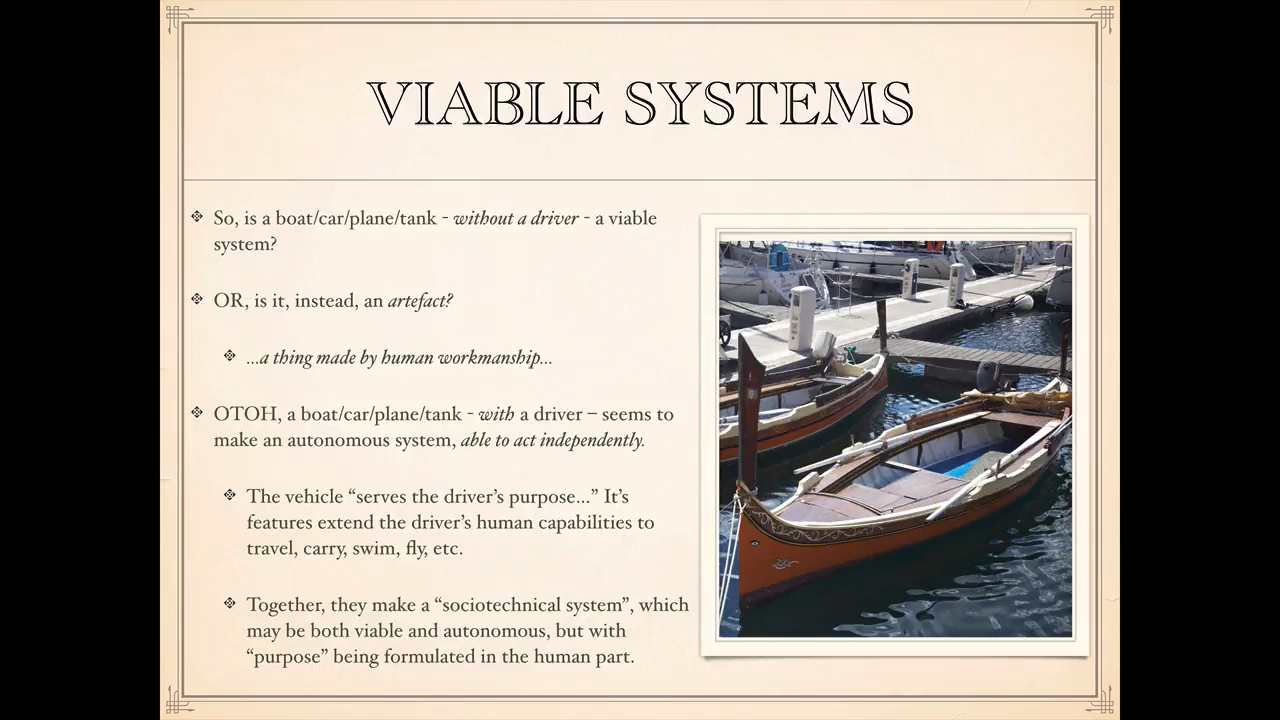 VIABLE SYSTEMS
So, is a boat/car/plane/tank - without a driver - a viable
system?
OR, is it, instead, an artefact?
...a thing made by human workmanship...
OTOH, a boat/car/plane/tank - with a driver – seems to
make an autonomous system, able to act independently.
The vehicle “serves the driver’s purpose...” It’s
features extend the driver’s human capabilities to
travel, carry, swim, fly, etc.
Together, they make a “sociotechnical system”, which
may be both viable and autonomous, but with
“purpose” being formulated in the human part.